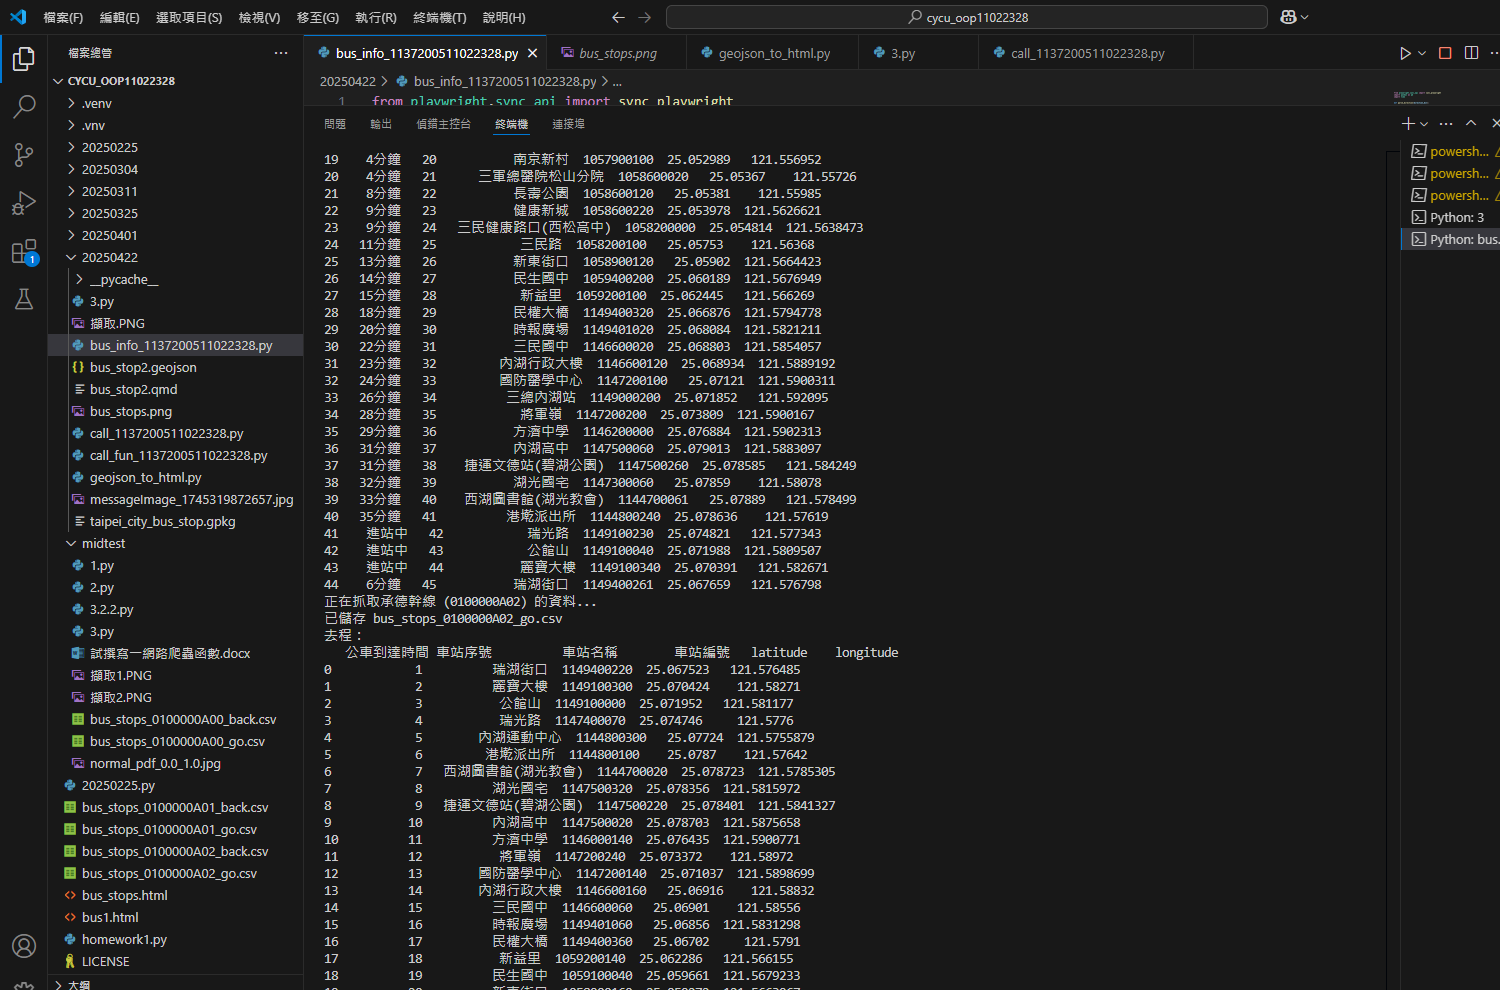 檔案(F) 編輯(E) 選取項目(S) 檢視(V) 移至(G) 執行(R) 終端機(T) 說明(H) cycu_oop11022328
檔案總管
CYCU_OOP11022328
.venv
.vnv
20250225
20250304
20250311
20250325
20250401
20250422
__pycache__
3.py
擷取.PNG
bus_info_1137200511022328.py
bus_stop2.geojson
bus_stop2.qmd
bus_stops.png
call_1137200511022328.py
call_fun_1137200511022328.py
geojson_to_html.py
messageImage_1745319872657.jpg
taipei_city_bus_stop.gpkg
midtest
1.py
2.py
3.2.2.py
3.py
試撰寫一網路爬蟲函數.docx
擷取1.PNG
擷取2.PNG
bus_stops_0100000A00_back.csv
bus_stops_0100000A00_go.csv
normal_pdf_0.0_1.0.jpg
20250225.py
bus_stops_0100000A01_back.csv
bus_stops_0100000A01_go.csv
bus_stops_0100000A02_back.csv
bus_stops_0100000A02_go.csv
bus_stops.html
bus1.html
homework1.py
LICENSE
大綱
1
bus_info_1137200511022328.py bus_stops.png geojson_to_html.py 3.py call_1137200511022328.py
20250422 > bus_info_1137200511022328.py > ...
1 from playwright.sync_api import sync_playwright
問題 輸出 偵錯主控台 終端機 連接埠
19 4分鐘 20 南京新村 1057900100 25.052989 121.556952
20 4分鐘 21 三軍總醫院松山分院 1058600020 25.05367 121.55726
21 8分鐘 22 長壽公園 1058600120 25.05381 121.55985
22 9分鐘 23 健康新城 1058600220 25.053978 121.5626621
23 9分鐘 24 三民健康路口(西松高中) 1058200000 25.054814 121.5638473
24 11分鐘 25 三民路 1058200100 25.05753 121.56368
25 13分鐘 26 新東街口 1058900120 25.05902 121.5664423
26 14分鐘 27 民生國中 1059400200 25.060189 121.5676949
27 15分鐘 28 新益里 1059200100 25.062445 121.566269
28 18分鐘 29 民權大橋 1149400320 25.066876 121.5794778
29 20分鐘 30 時報廣場 1149401020 25.068084 121.5821211
30 22分鐘 31 三民國中 1146600020 25.068803 121.5854057
31 23分鐘 32 內湖行政大樓 1146600120 25.068934 121.5889192
32 24分鐘 33 國防醫學中心 1147200100 25.07121 121.5900311
33 26分鐘 34 三總內湖站 1149000200 25.071852 121.592095
34 28分鐘 35 將軍嶺 1147200200 25.073809 121.5900167
35 29分鐘 36 方濟中學 1146200000 25.076884 121.5902313
36 31分鐘 37 內湖高中 1147500060 25.079013 121.5883097
37 31分鐘 38 捷運文德站(碧湖公園) 1147500260 25.078585 121.584249
38 32分鐘 39 湖光國宅 1147300060 25.07859 121.58078
39 33分鐘 40 西湖圖書館(湖光教會) 1144700061 25.07889 121.578499
40 35分鐘 41 港墘派出所 1144800240 25.078636 121.57619
41 進站中 42 瑞光路 1149100230 25.074821 121.577343
42 進站中 43 公館山 1149100040 25.071988 121.5809507
43 進站中 44 麗寶大樓 1149100340 25.070391 121.582671
44 6分鐘 45 瑞湖街口 1149400261 25.067659 121.576798
正在抓取承德幹線 (0100000A02) 的資料...
已儲存 bus_stops_0100000A02_go.csv
去程：
公車到達時間 車站序號 車站名稱 車站編號 latitude longitude
0 1 瑞湖街口 1149400220 25.067523 121.576485
1 2 麗寶大樓 1149100300 25.070424 121.58271
2 3 公館山 1149100000 25.071952 121.581177
3 4 瑞光路 1147400070 25.074746 121.5776
4 5 內湖運動中心 1144800300 25.07724 121.5755879
5 6 港墘派出所 1144800100 25.0787 121.57642
6 7 西湖圖書館(湖光教會) 1144700020 25.078723 121.5785305
7 8 湖光國宅 1147500320 25.078356 121.5815972
8 9 捷運文德站(碧湖公園) 1147500220 25.078401 121.5841327
9 10 內湖高中 1147500020 25.078703 121.5875658
10 11 方濟中學 1146000140 25.076435 121.5900771
11 12 將軍嶺 1147200240 25.073372 121.58972
12 13 國防醫學中心 1147200140 25.071037 121.5898699
13 14 內湖行政大樓 1146600160 25.06916 121.58832
14 15 三民國中 1146600060 25.06901 121.58556
15 16 時報廣場 1149401060 25.06856 121.5831298
16 17 民權大橋 1149400360 25.06702 121.5791
17 18 新益里 1059200140 25.062286 121.566155
18 19 民生國中 1059100040 25.059661 121.5679233
powersh...
powersh...
powersh...
Python: 3
Python: bus...